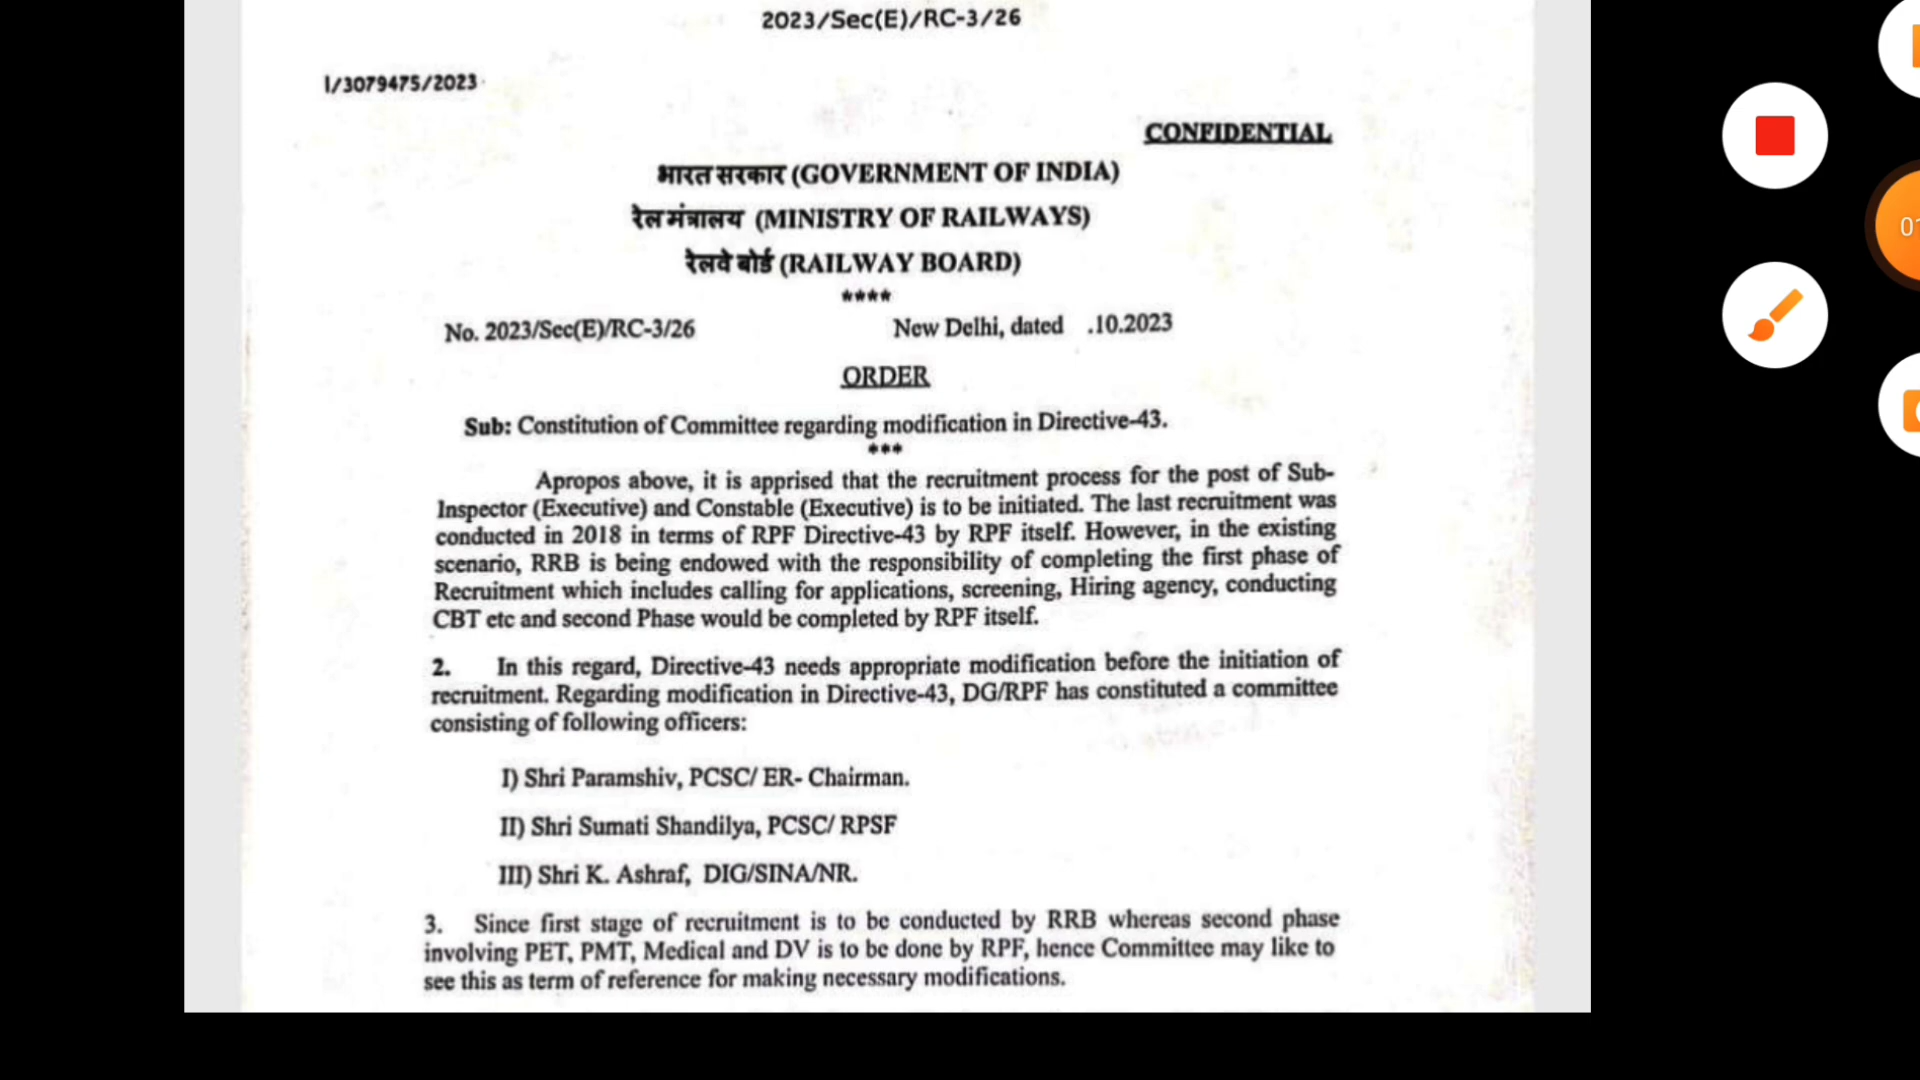 2023/Sec(E)/RC-3/26
I/3079475/2023
CONFIDENTIAL
भारत सरकार (GOVERNMENT OF INDIA)
रेल मंत्रालय (MINISTRY OF RAILWAYS)
रेलवे बोर्ड (RAILWAY BOARD)
****
No. 2023/Sec(E)/RC-3/26 New Delhi, dated .10.2023
ORDER
Sub: Constitution of Committee regarding modification in Directive-43.
***
Apropos above, it is apprised that the recruitment process for the post of Sub-
Inspector (Executive) and Constable (Executive) is to be initiated. The last recruitment was
conducted in 2018 in terms of RPF Directive-43 by RPF itself. However, in the existing
scenario, RRB is being endowed with the responsibility of completing the first phase of
Recruitment which includes calling for applications, screening, Hiring agency, conducting
CBT etc and second Phase would be completed by RPF itself.
2. In this regard, Directive-43 needs appropriate modification before the initiation of
recruitment. Regarding modification in Directive-43, DG/RPF has constituted a committee
consisting of following officers:
I) Shri Paramshiv, PCSC/ ER- Chairman.
II) Shri Sumati Shandilya, PCSC/ RPSF
III) Shri K. Ashraf, DIG/SINA/NR.
3. Since first stage of recruitment is to be conducted by RRB whereas second phase
involving PET, PMT, Medical and DV is to be done by RPF, hence Committee may like to
see this as term of reference for making necessary modifications.